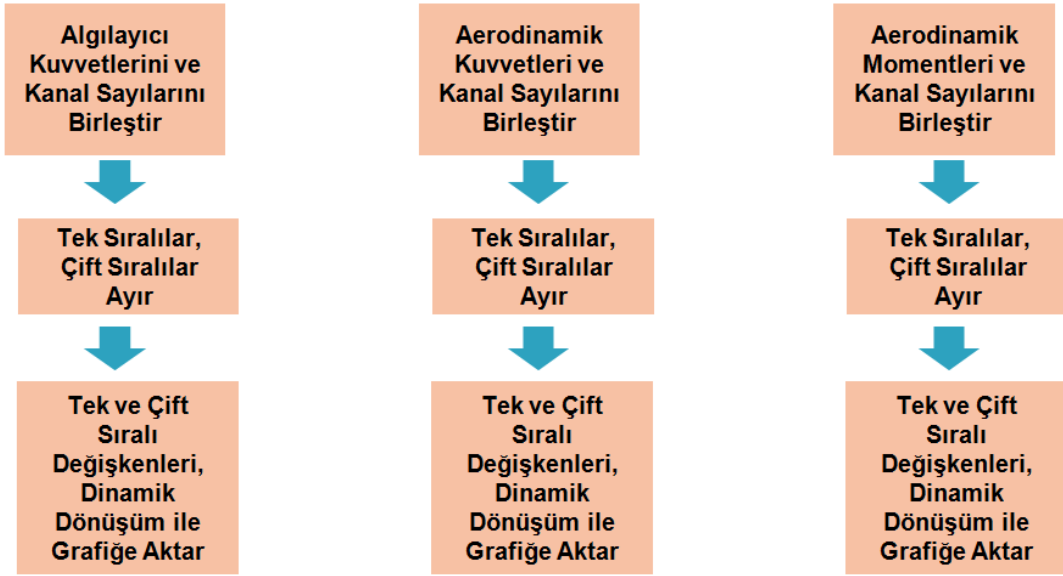 Algılayıcı
Kuvvetlerini ve
Kanal Sayılarını
Birleştir
Tek Sıralılar,
Çift Sıralılar
Ayır
Tek ve Çift
Sıralı
Değişkenleri,
Dinamik
Dönüşüm ile
Grafiğe Aktar
Aerodinamik
Kuvvetleri ve
Kanal Sayılarını
Birleştir
Tek Sıralılar,
Çift Sıralılar
Ayır
Tek ve Çift
Sıralı
Değişkenleri,
Dinamik
Dönüşüm ile
Grafiğe Aktar
Aerodinamik
Momentleri ve
Kanal Sayılarını
Birleştir
Tek Sıralılar,
Çift Sıralılar
Ayır
Tek ve Çift
Sıralı
Değişkenleri,
Dinamik
Dönüşüm ile
Grafiğe Aktar